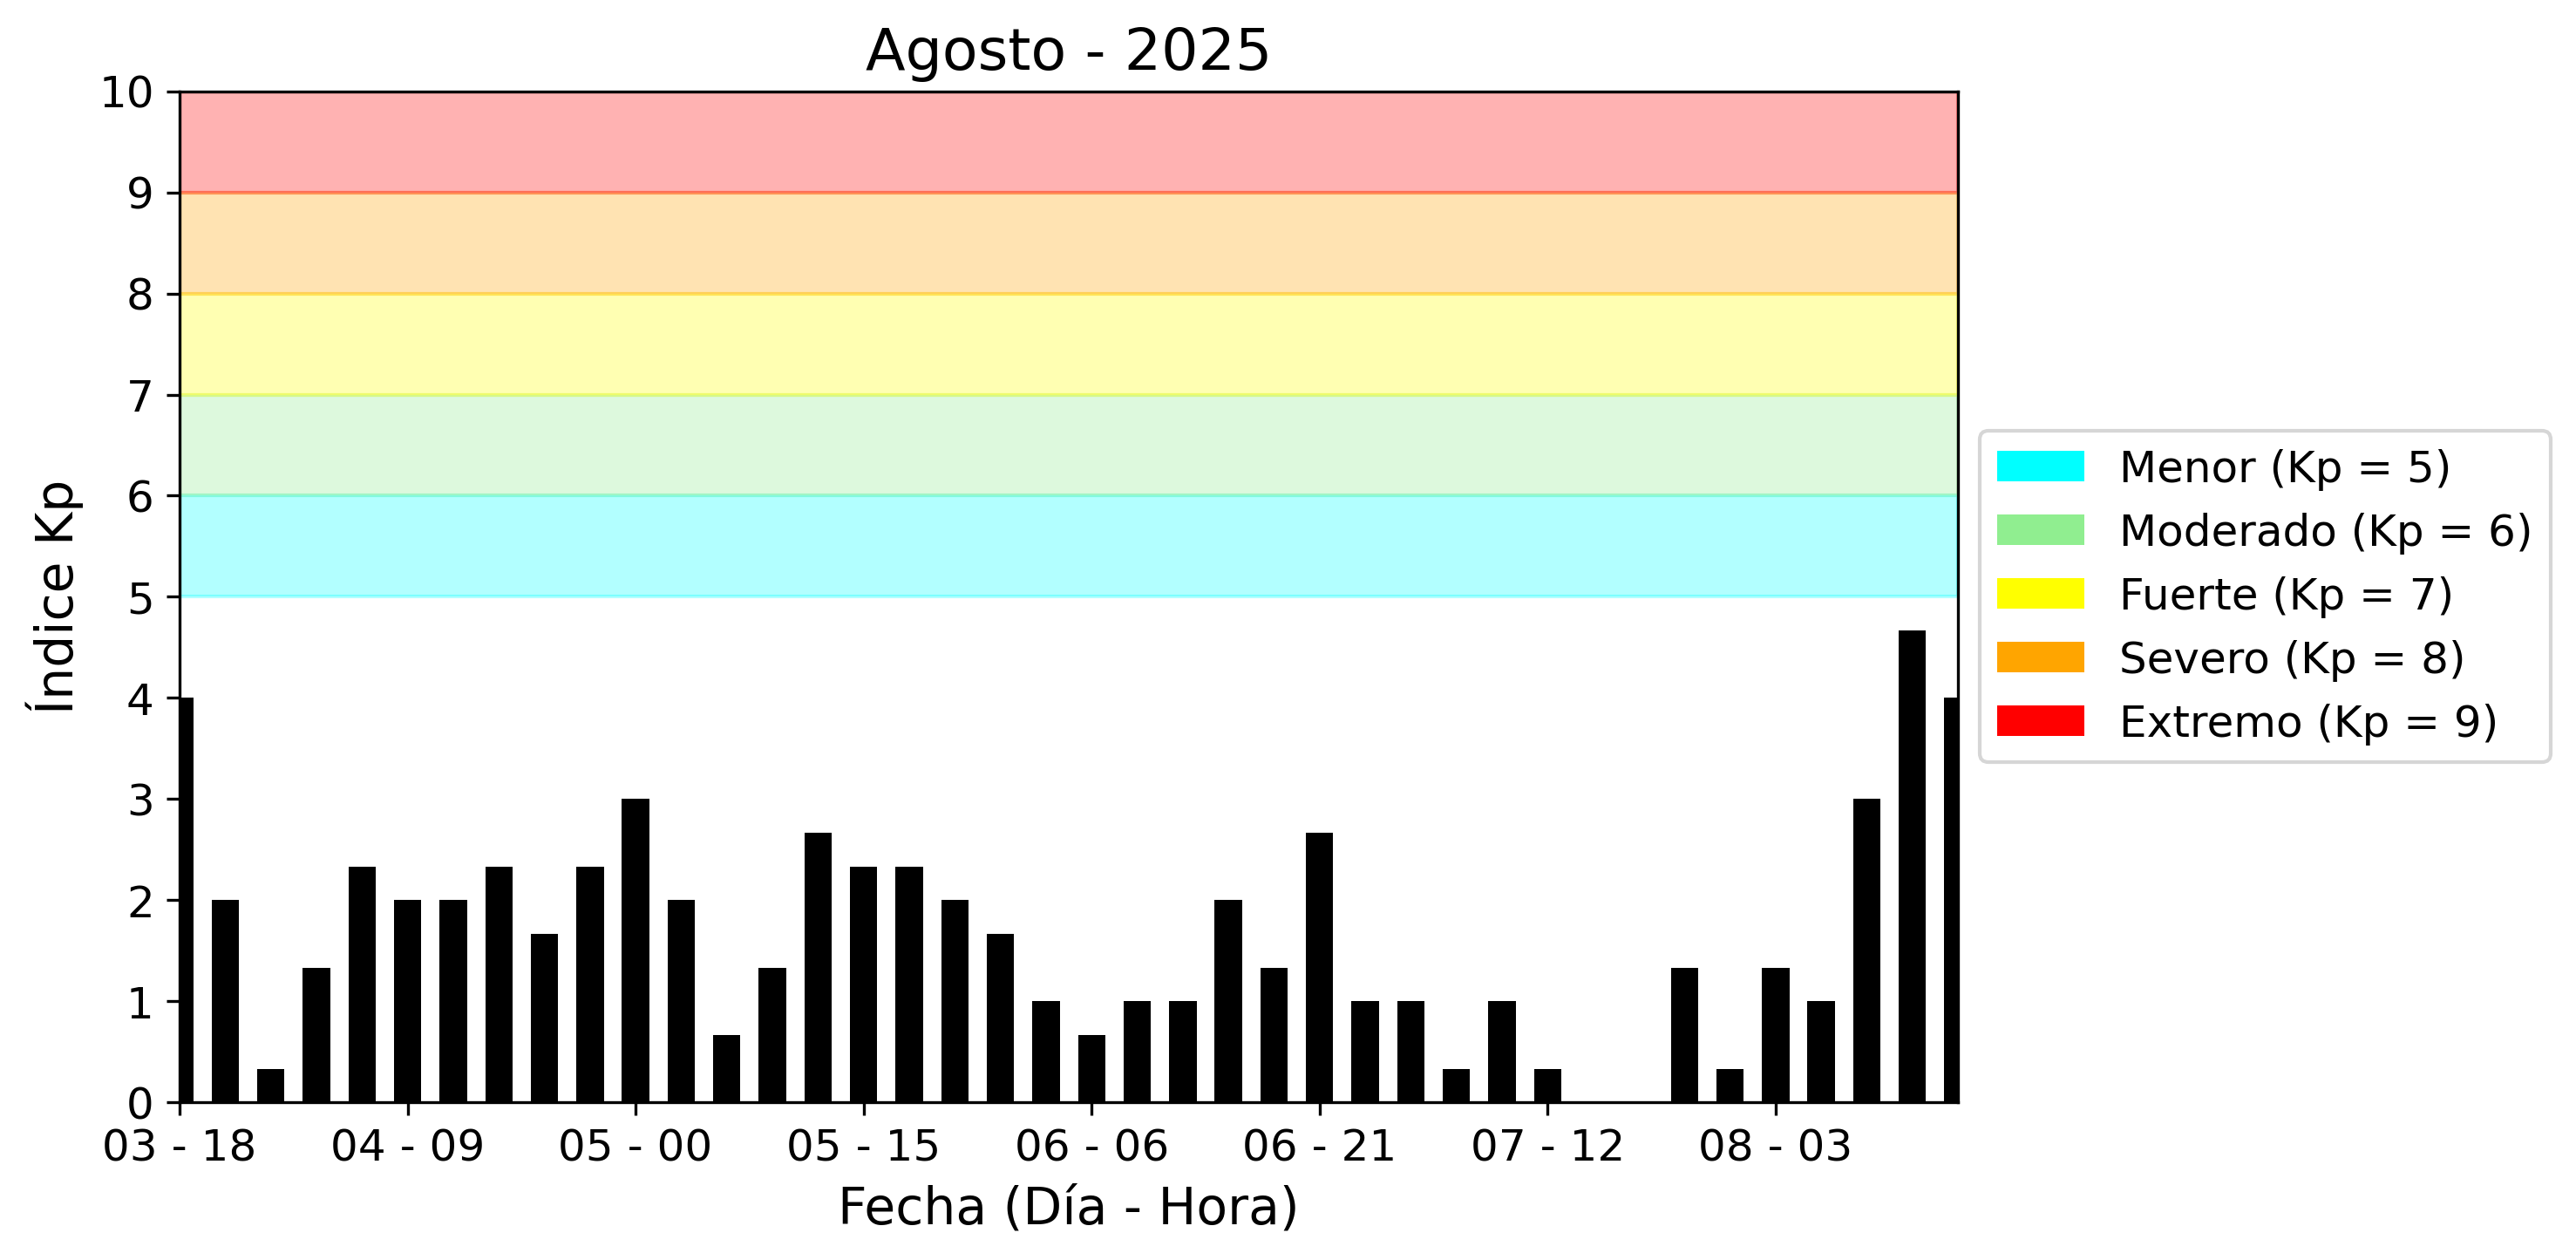 Agosto - 2025
10
9
8
7
6
5
4
3
2
1
0
Índice Kp
03 - 18
04 - 09
05 - 00
05 - 15
06 - 06
06 - 21
07 - 12
08 - 03
Fecha (Día - Hora)
Menor (Kp = 5)
Moderado (Kp = 6)
Fuerte (Kp = 7)
Severo (Kp = 8)
Extremo (Kp = 9)